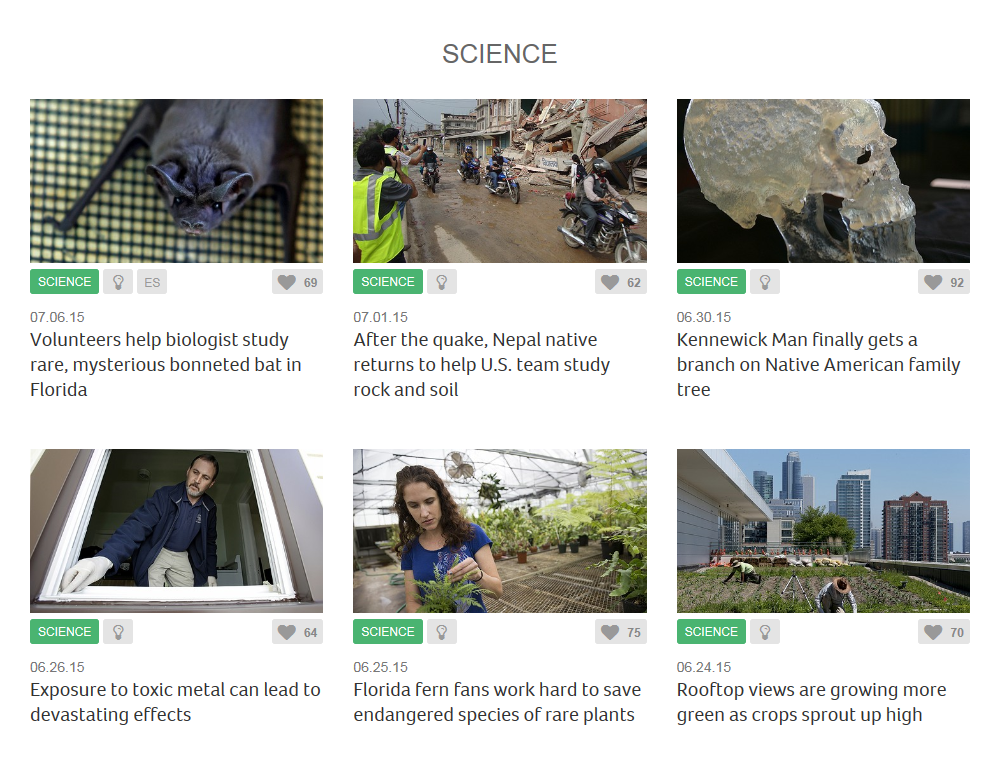 SCIENCE
SCIENCE ES 69
07.06.15
Volunteers help biologist study
rare, mysterious bonneted bat in
Florida
SCIENCE 62
07.01.15
After the quake, Nepal native
returns to help U.S. team study
rock and soil
SCIENCE 92
06.30.15
Kennewick Man finally gets a
branch on Native American family
tree
SCIENCE 64
06.26.15
Exposure to toxic metal can lead to
devastating effects
SCIENCE 75
06.25.15
Florida fern fans work hard to save
endangered species of rare plants
SCIENCE 70
06.24.15
Rooftop views are growing more
green as crops sprout up high